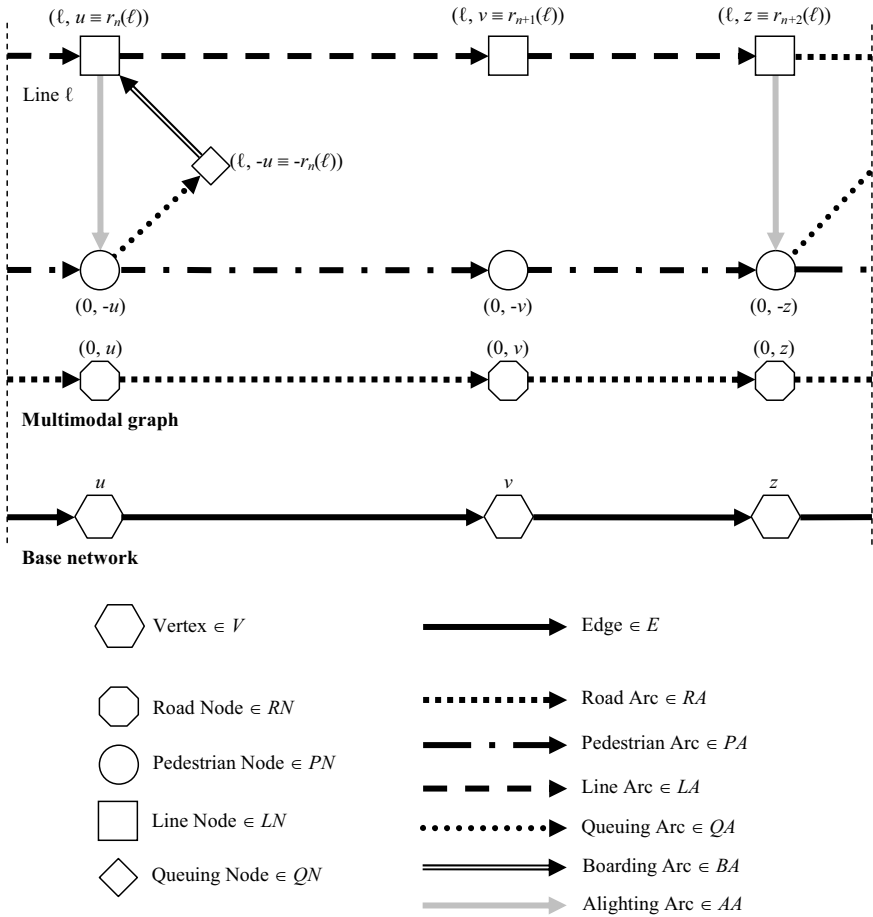 (ℓ, u ≡ rₙ(ℓ)) (ℓ, v ≡ rₙ₊₁(ℓ)) (ℓ, z ≡ rₙ₊₂(ℓ))
Line ℓ
(ℓ, -u ≡ -rₙ(ℓ))
(0, -u) (0, -v) (0, -z)
(0, u) (0, v) (0, z)
Multimodal graph
u v z
Base network
Vertex ∈ V
Edge ∈ E
Road Node ∈ RN
Road Arc ∈ RA
Pedestrian Node ∈ PN
Pedestrian Arc ∈ PA
Line Node ∈ LN
Line Arc ∈ LA
Queuing Node ∈ QN
Queuing Arc ∈ QA
Boarding Arc ∈ BA
Alighting Arc ∈ AA